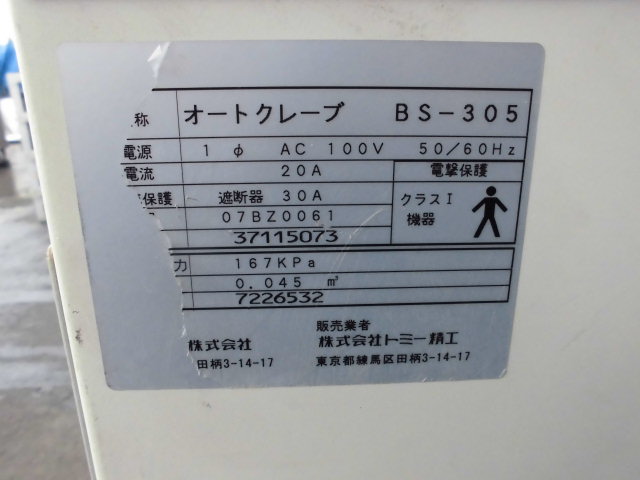 称 オートクレーブ BS-305
電源 1φ AC 100V 50/60Hz
電流 20A 電撃保護
保護 遮断器 30A クラスⅠ
機器
07BZ0061
37115073
力 167KPa
0.045 m³
7226532
販売業者
株式会社 株式会社トミー精工
田柄3-14-17 東京都練馬区田柄3-14-17